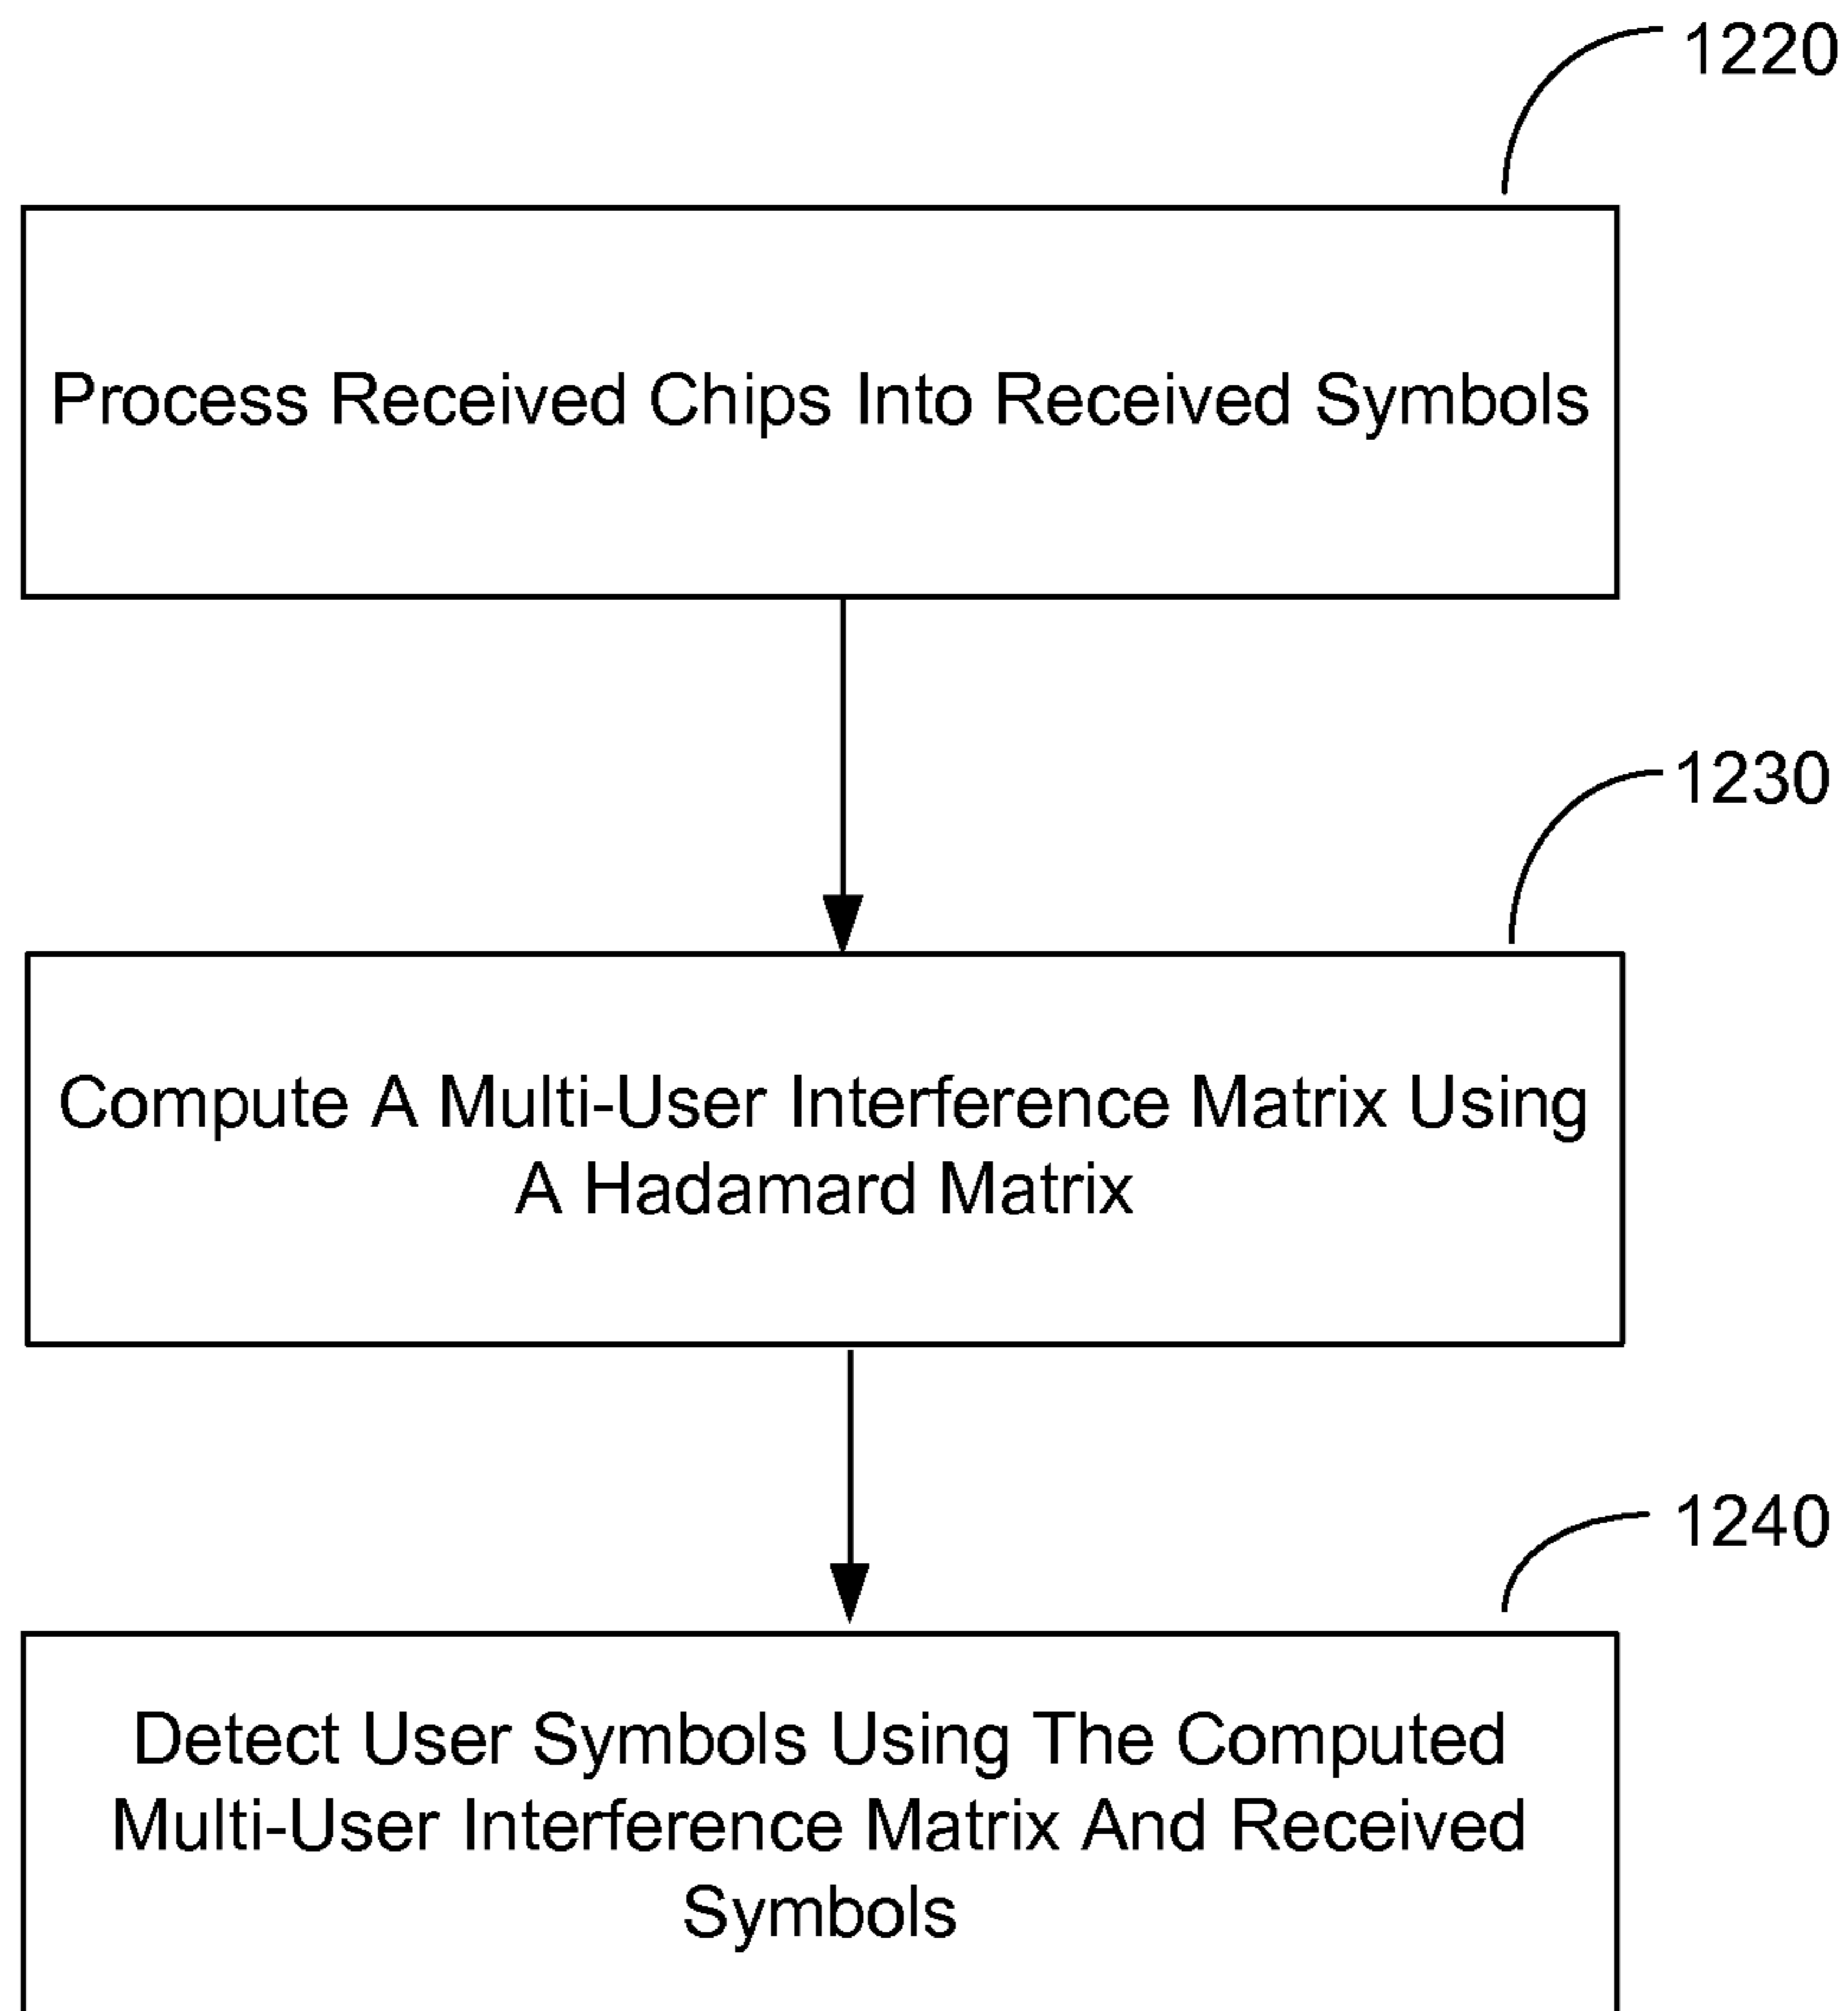 1220
Process Received Chips Into Received Symbols
1230
Compute A Multi-User Interference Matrix Using
A Hadamard Matrix
1240
Detect User Symbols Using The Computed
Multi-User Interference Matrix And Received
Symbols